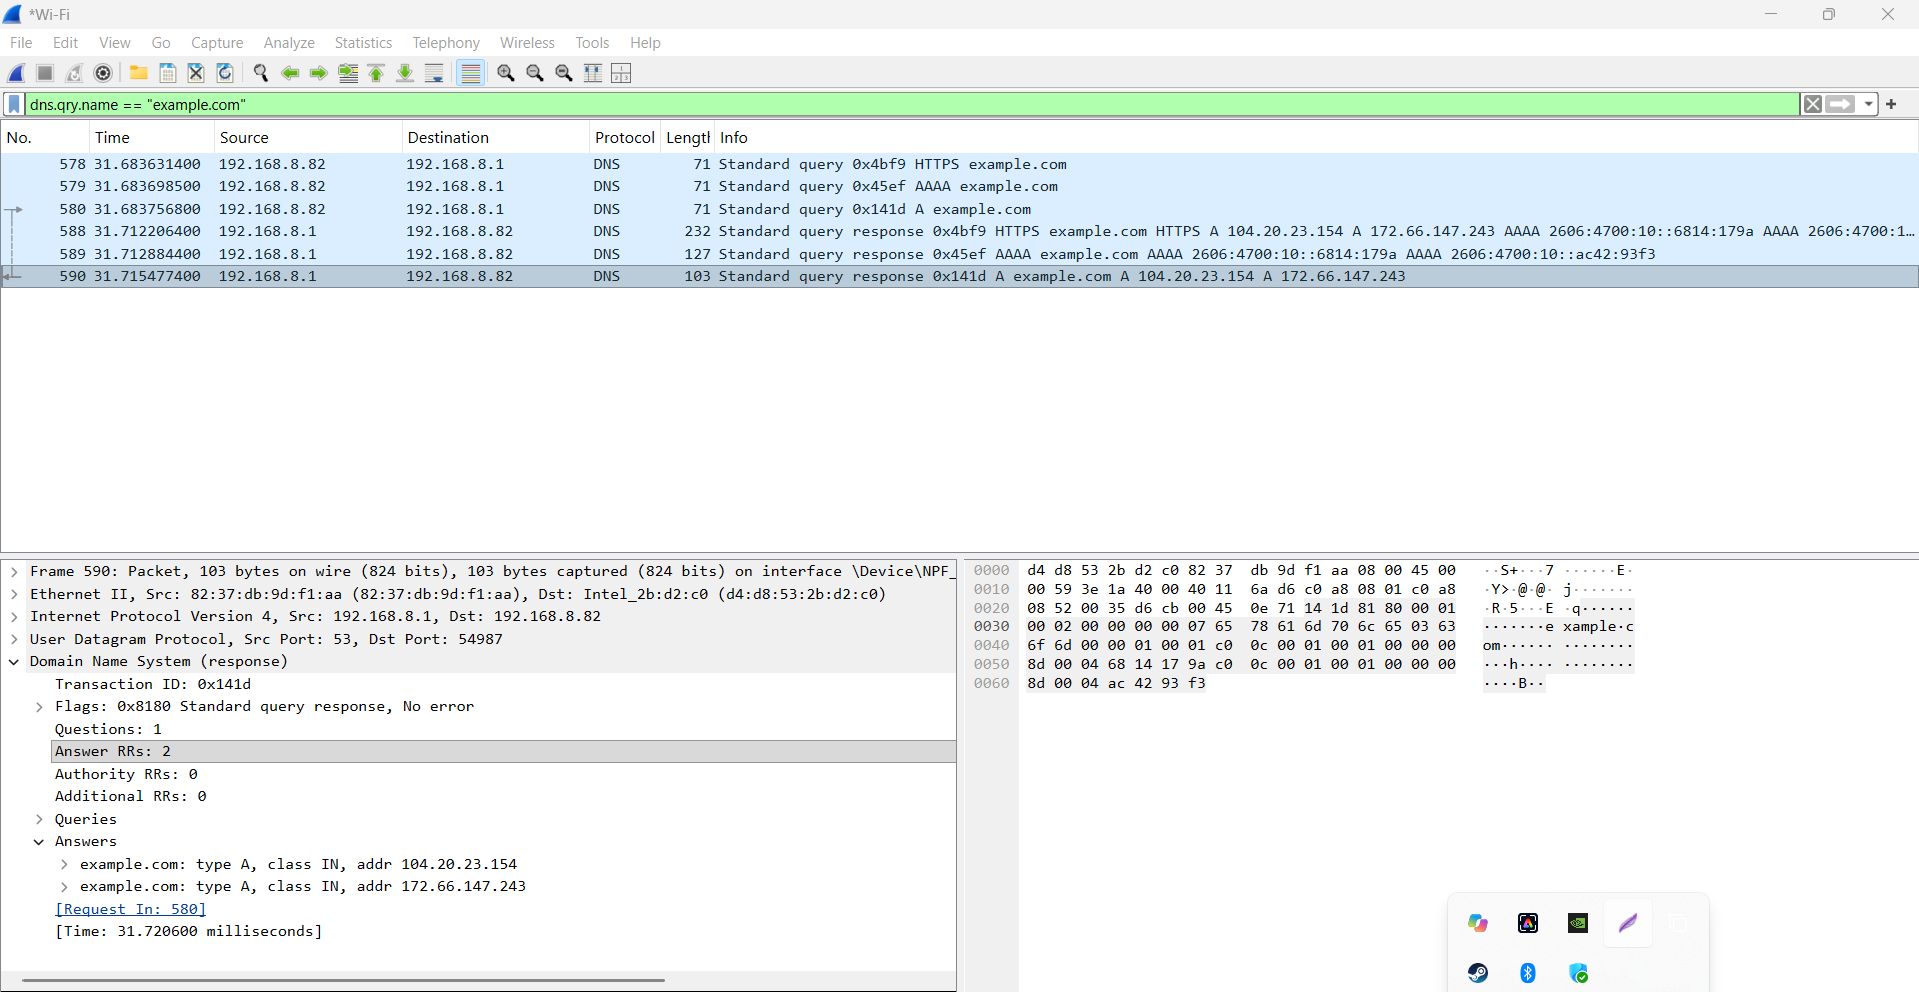 *Wi-Fi
File Edit View Go Capture Analyze Statistics Telephony Wireless Tools Help
dns.qry.name == "example.com"
No. Time Source Destination Protocol Length Info
578 31.683631400 192.168.8.82 192.168.8.1 DNS 71 Standard query 0x4bf9 HTTPS example.com
579 31.683698500 192.168.8.82 192.168.8.1 DNS 71 Standard query 0x45ef AAAA example.com
580 31.683756800 192.168.8.82 192.168.8.1 DNS 71 Standard query 0x141d A example.com
588 31.712206400 192.168.8.1 192.168.8.82 DNS 232 Standard query response 0x4bf9 HTTPS example.com HTTPS A 104.20.23.154 A 172.66.147.243 AAAA 2606:4700:10::6814:179a AAAA 2606:4700:1…
589 31.712884400 192.168.8.1 192.168.8.82 DNS 127 Standard query response 0x45ef AAAA example.com AAAA 2606:4700:10::6814:179a AAAA 2606:4700:10::ac42:93f3
590 31.715477400 192.168.8.1 192.168.8.82 DNS 103 Standard query response 0x141d A example.com A 104.20.23.154 A 172.66.147.243
Frame 590: Packet, 103 bytes on wire (824 bits), 103 bytes captured (824 bits) on interface \Device\NPF_
Ethernet II, Src: 82:37:db:9d:f1:aa (82:37:db:9d:f1:aa), Dst: Intel_2b:d2:c0 (d4:d8:53:2b:d2:c0)
Internet Protocol Version 4, Src: 192.168.8.1, Dst: 192.168.8.82
User Datagram Protocol, Src Port: 53, Dst Port: 54987
Domain Name System (response)
Transaction ID: 0x141d
Flags: 0x8180 Standard query response, No error
Questions: 1
Answer RRs: 2
Authority RRs: 0
Additional RRs: 0
Queries
Answers
example.com: type A, class IN, addr 104.20.23.154
example.com: type A, class IN, addr 172.66.147.243
[Request In: 580]
[Time: 31.720600 milliseconds]
0000 d4 d8 53 2b d2 c0 82 37 db 9d f1 aa 08 00 45 00 ··S+···7 ······E·
0010 00 59 3e 1a 40 00 40 11 6a d6 c0 a8 08 01 c0 a8 ·Y>·@·@· j·······
0020 08 52 00 35 d6 cb 00 45 0e 71 14 1d 81 80 00 01 ·R·5···E ·q······
0030 00 02 00 00 00 00 07 65 78 61 6d 70 6c 65 03 63 ·······e xample·c
0040 6f 6d 00 00 01 00 01 c0 0c 00 01 00 01 00 00 00 om······ ········
0050 8d 00 04 68 14 17 9a c0 0c 00 01 00 01 00 00 00 ···h···· ········
0060 8d 00 04 ac 42 93 f3 ····B··